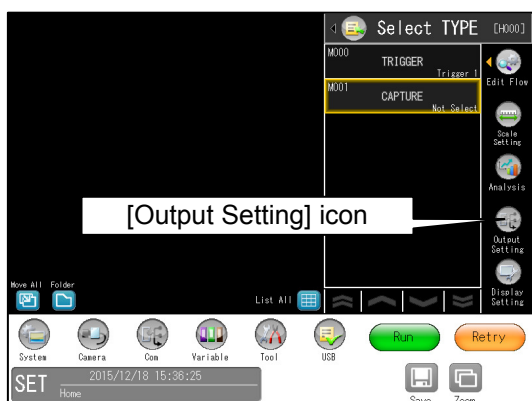 Select TYPE [H000]
M000
TRIGGER
Trigger 1
M001
CAPTURE
Not Select
Edit Flow
Scale
Setting
Analysis
[Output Setting] icon
Output
Setting
Move All Folder
List All
Display
Setting
Run Retry
System Camera Com Variable Tool USB
SET 2015/12/18 15:36:25
Home
Save Zoom